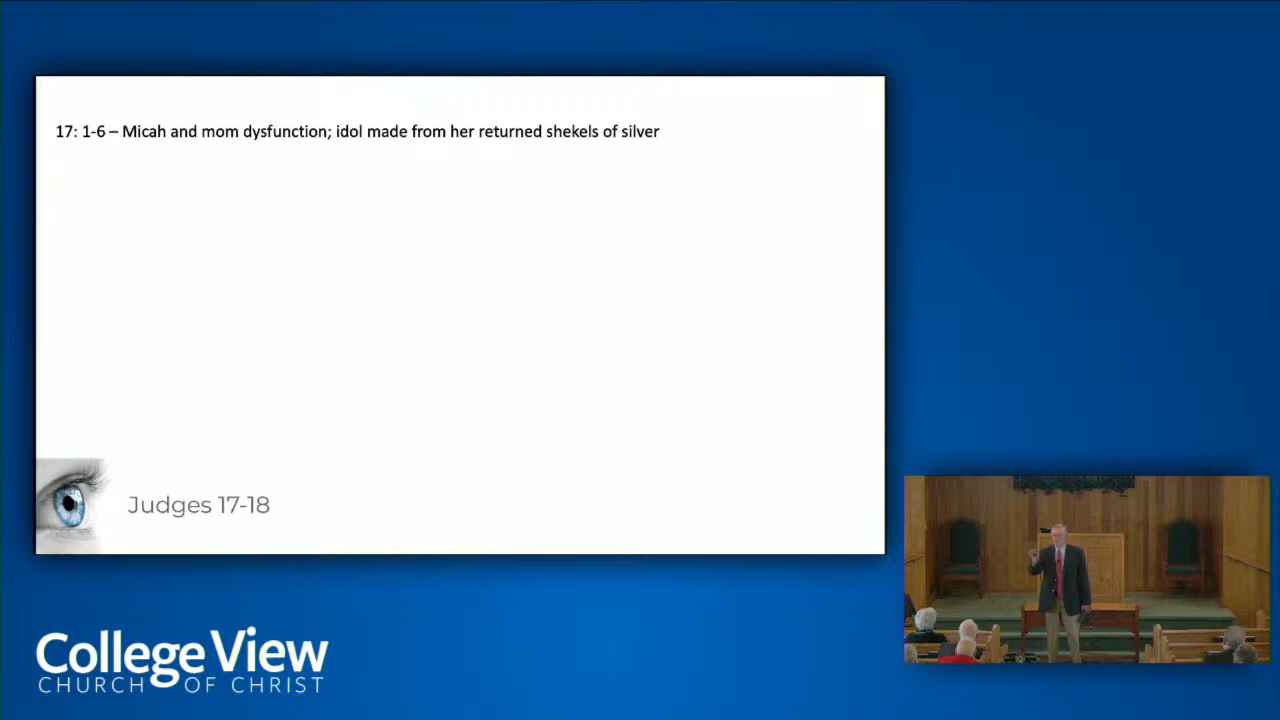 17: 1-6 – Micah and mom dysfunction; idol made from her returned shekels of silver
Judges 17-18
College View
CHURCH OF CHRIST